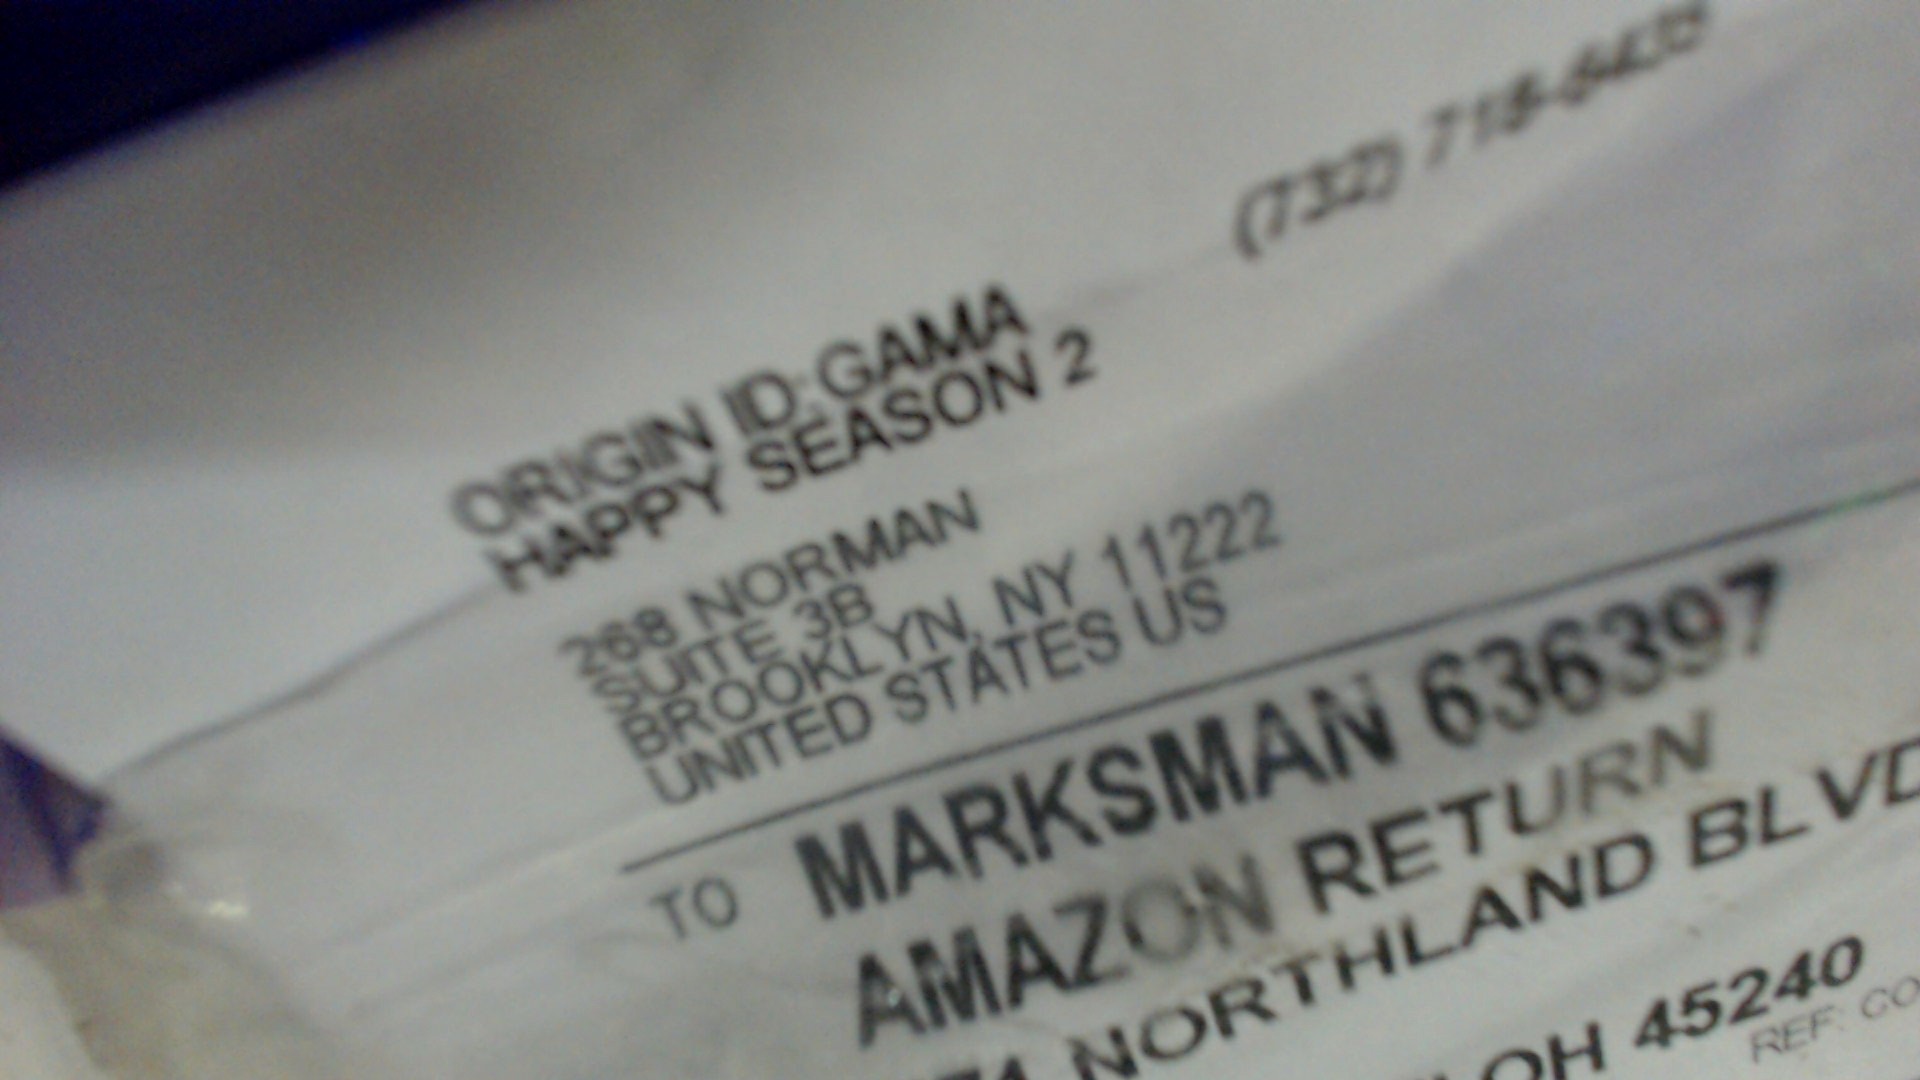 ORIGIN ID:GAMA (732) 718-8435
HAPPY SEASON 2
268 NORMAN
SUITE 3B
BROOKLYN, NY 11222
UNITED STATES US
TO MARKSMAN 636397
AMAZON RETURN
NORTHLAND BLVD
OH 45240
REF: